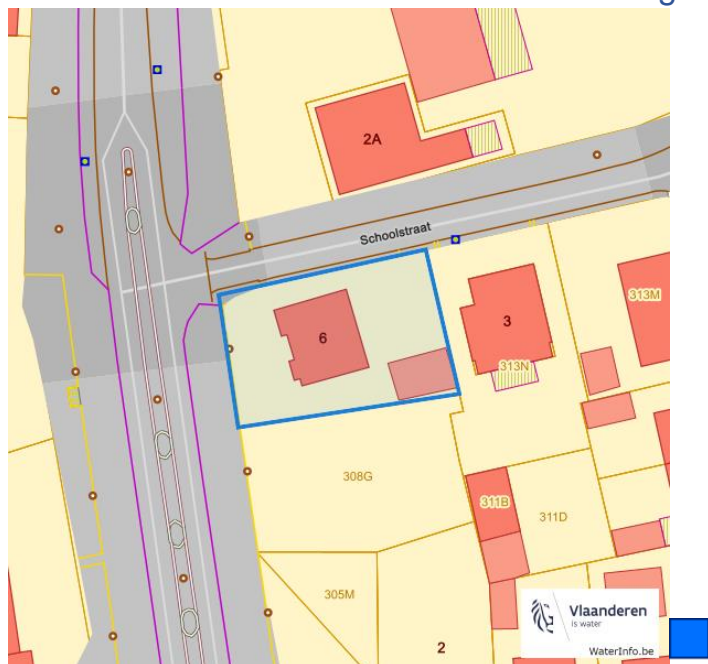 2A
Schoolstraat
313M
6
3
313N
308G
311B
311D
305M
2
Vlaanderen
is water
WaterInfo.be